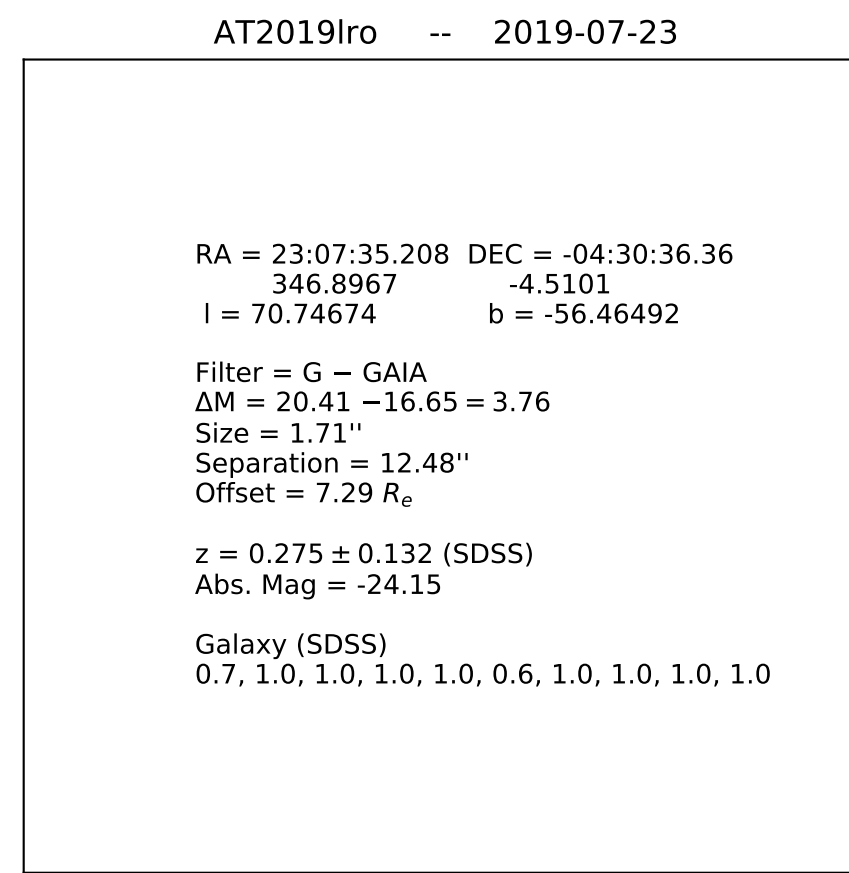 AT2019lro -- 2019-07-23
RA = 23:07:35.208 DEC = -04:30:36.36
346.8967 -4.5101
l = 70.74674 b = -56.46492
Filter = G − GAIA
ΔM = 20.41 −16.65 = 3.76
Size = 1.71''
Separation = 12.48''
Offset = 7.29 Rₑ
z = 0.275 ± 0.132 (SDSS)
Abs. Mag = -24.15
Galaxy (SDSS)
0.7, 1.0, 1.0, 1.0, 1.0, 0.6, 1.0, 1.0, 1.0, 1.0